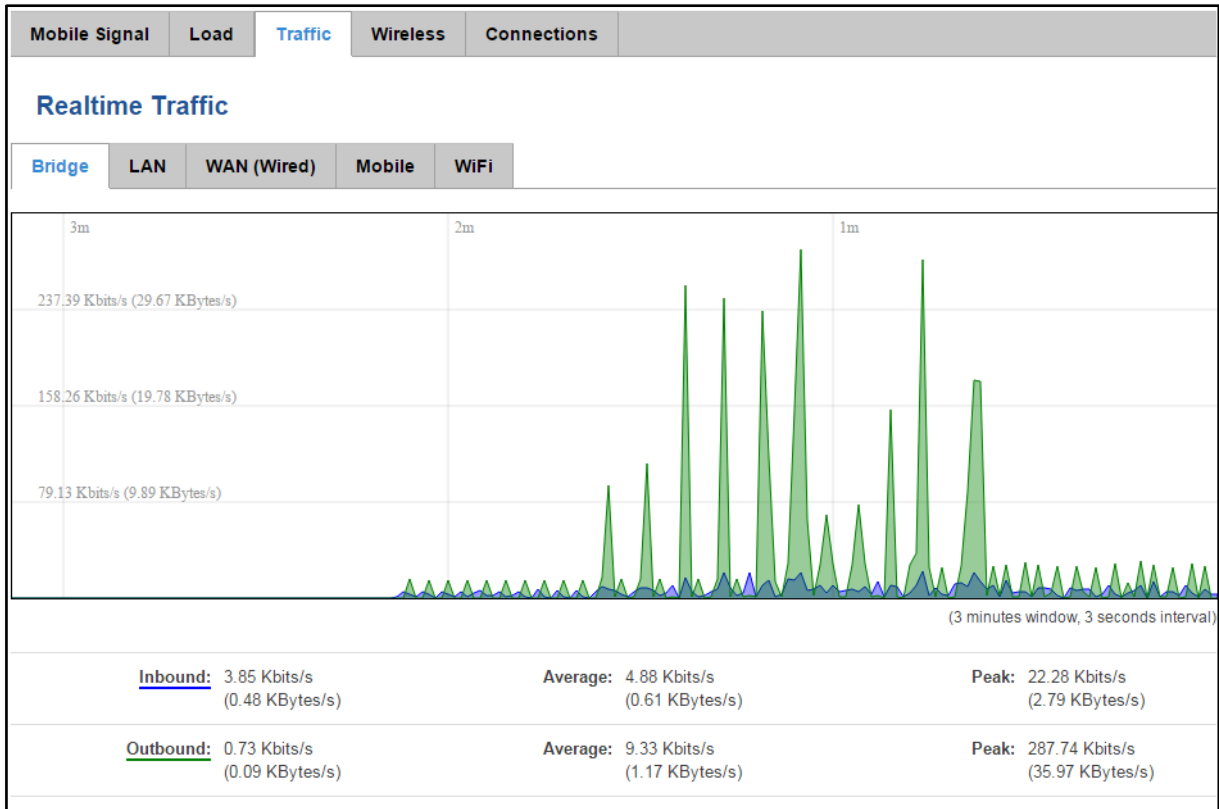 Mobile Signal Load Traffic Wireless Connections
Realtime Traffic
Bridge LAN WAN (Wired) Mobile WiFi
3m 2m 1m
237.39 Kbits/s (29.67 KBytes/s)
158.26 Kbits/s (19.78 KBytes/s)
79.13 Kbits/s (9.89 KBytes/s)
(3 minutes window, 3 seconds interval)
Inbound: 3.85 Kbits/s Average: 4.88 Kbits/s Peak: 22.28 Kbits/s
(0.48 KBytes/s) (0.61 KBytes/s) (2.79 KBytes/s)
Outbound: 0.73 Kbits/s Average: 9.33 Kbits/s Peak: 287.74 Kbits/s
(0.09 KBytes/s) (1.17 KBytes/s) (35.97 KBytes/s)